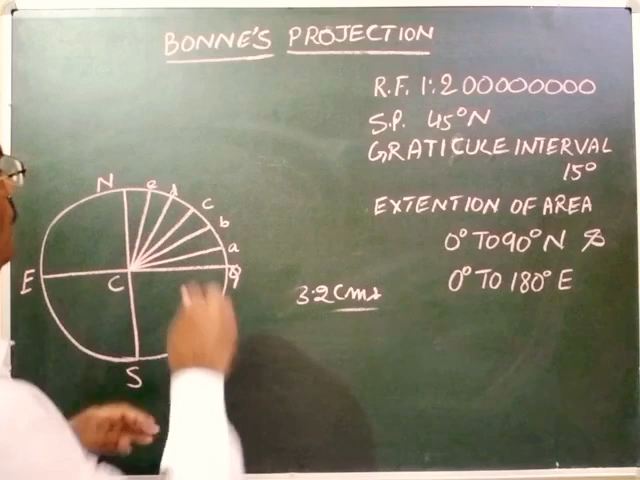 BONNE'S PROJECTION
R.F. 1:200000000
S.P. 45°N
GRATICULE INTERVAL
15°
EXTENTION OF AREA
0° TO 90° N &
0° TO 180° E
3.2 cms
N e d c b a
E C Q
S